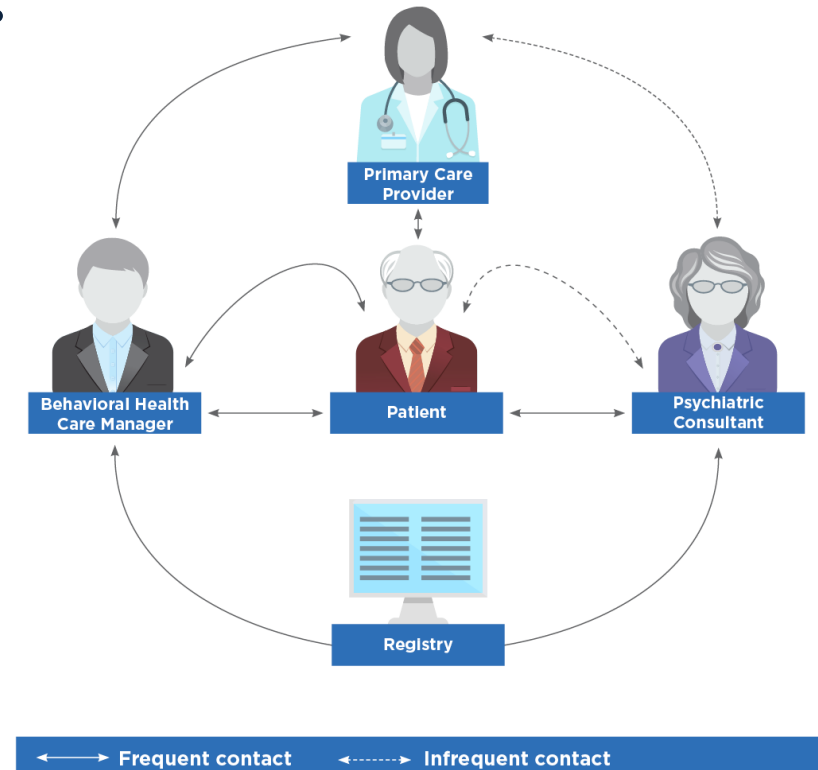 Primary Care
Provider
Behavioral Health
Care Manager
Patient
Psychiatric
Consultant
Registry
Frequent contact
Infrequent contact